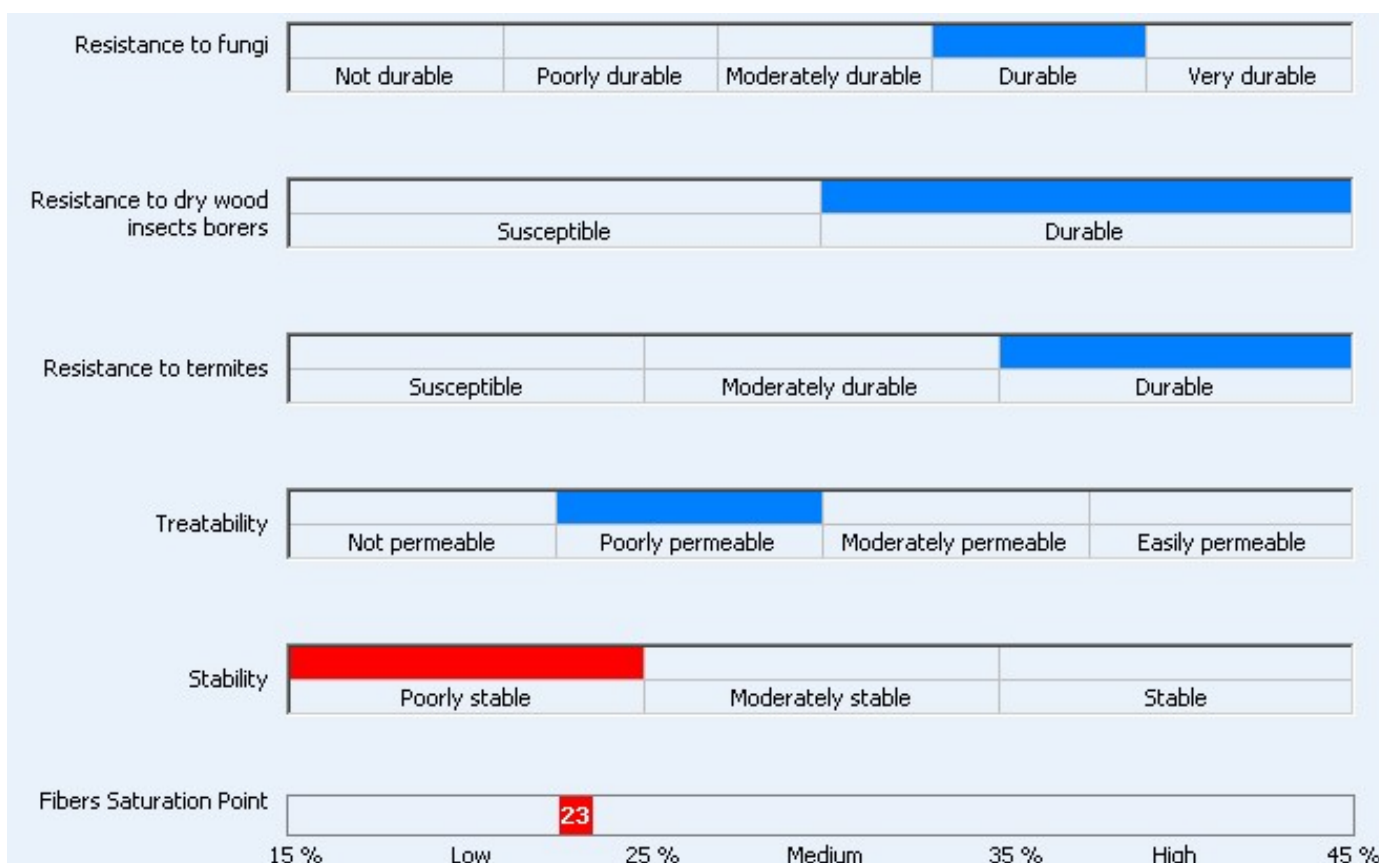 Resistance to fungi
Not durable Poorly durable Moderately durable Durable Very durable
Resistance to dry wood
insects borers
Susceptible Durable
Resistance to termites
Susceptible Moderately durable Durable
Treatability
Not permeable Poorly permeable Moderately permeable Easily permeable
Stability
Poorly stable Moderately stable Stable
Fibers Saturation Point
23
15 % Low 25 % Medium 35 % High 45 %